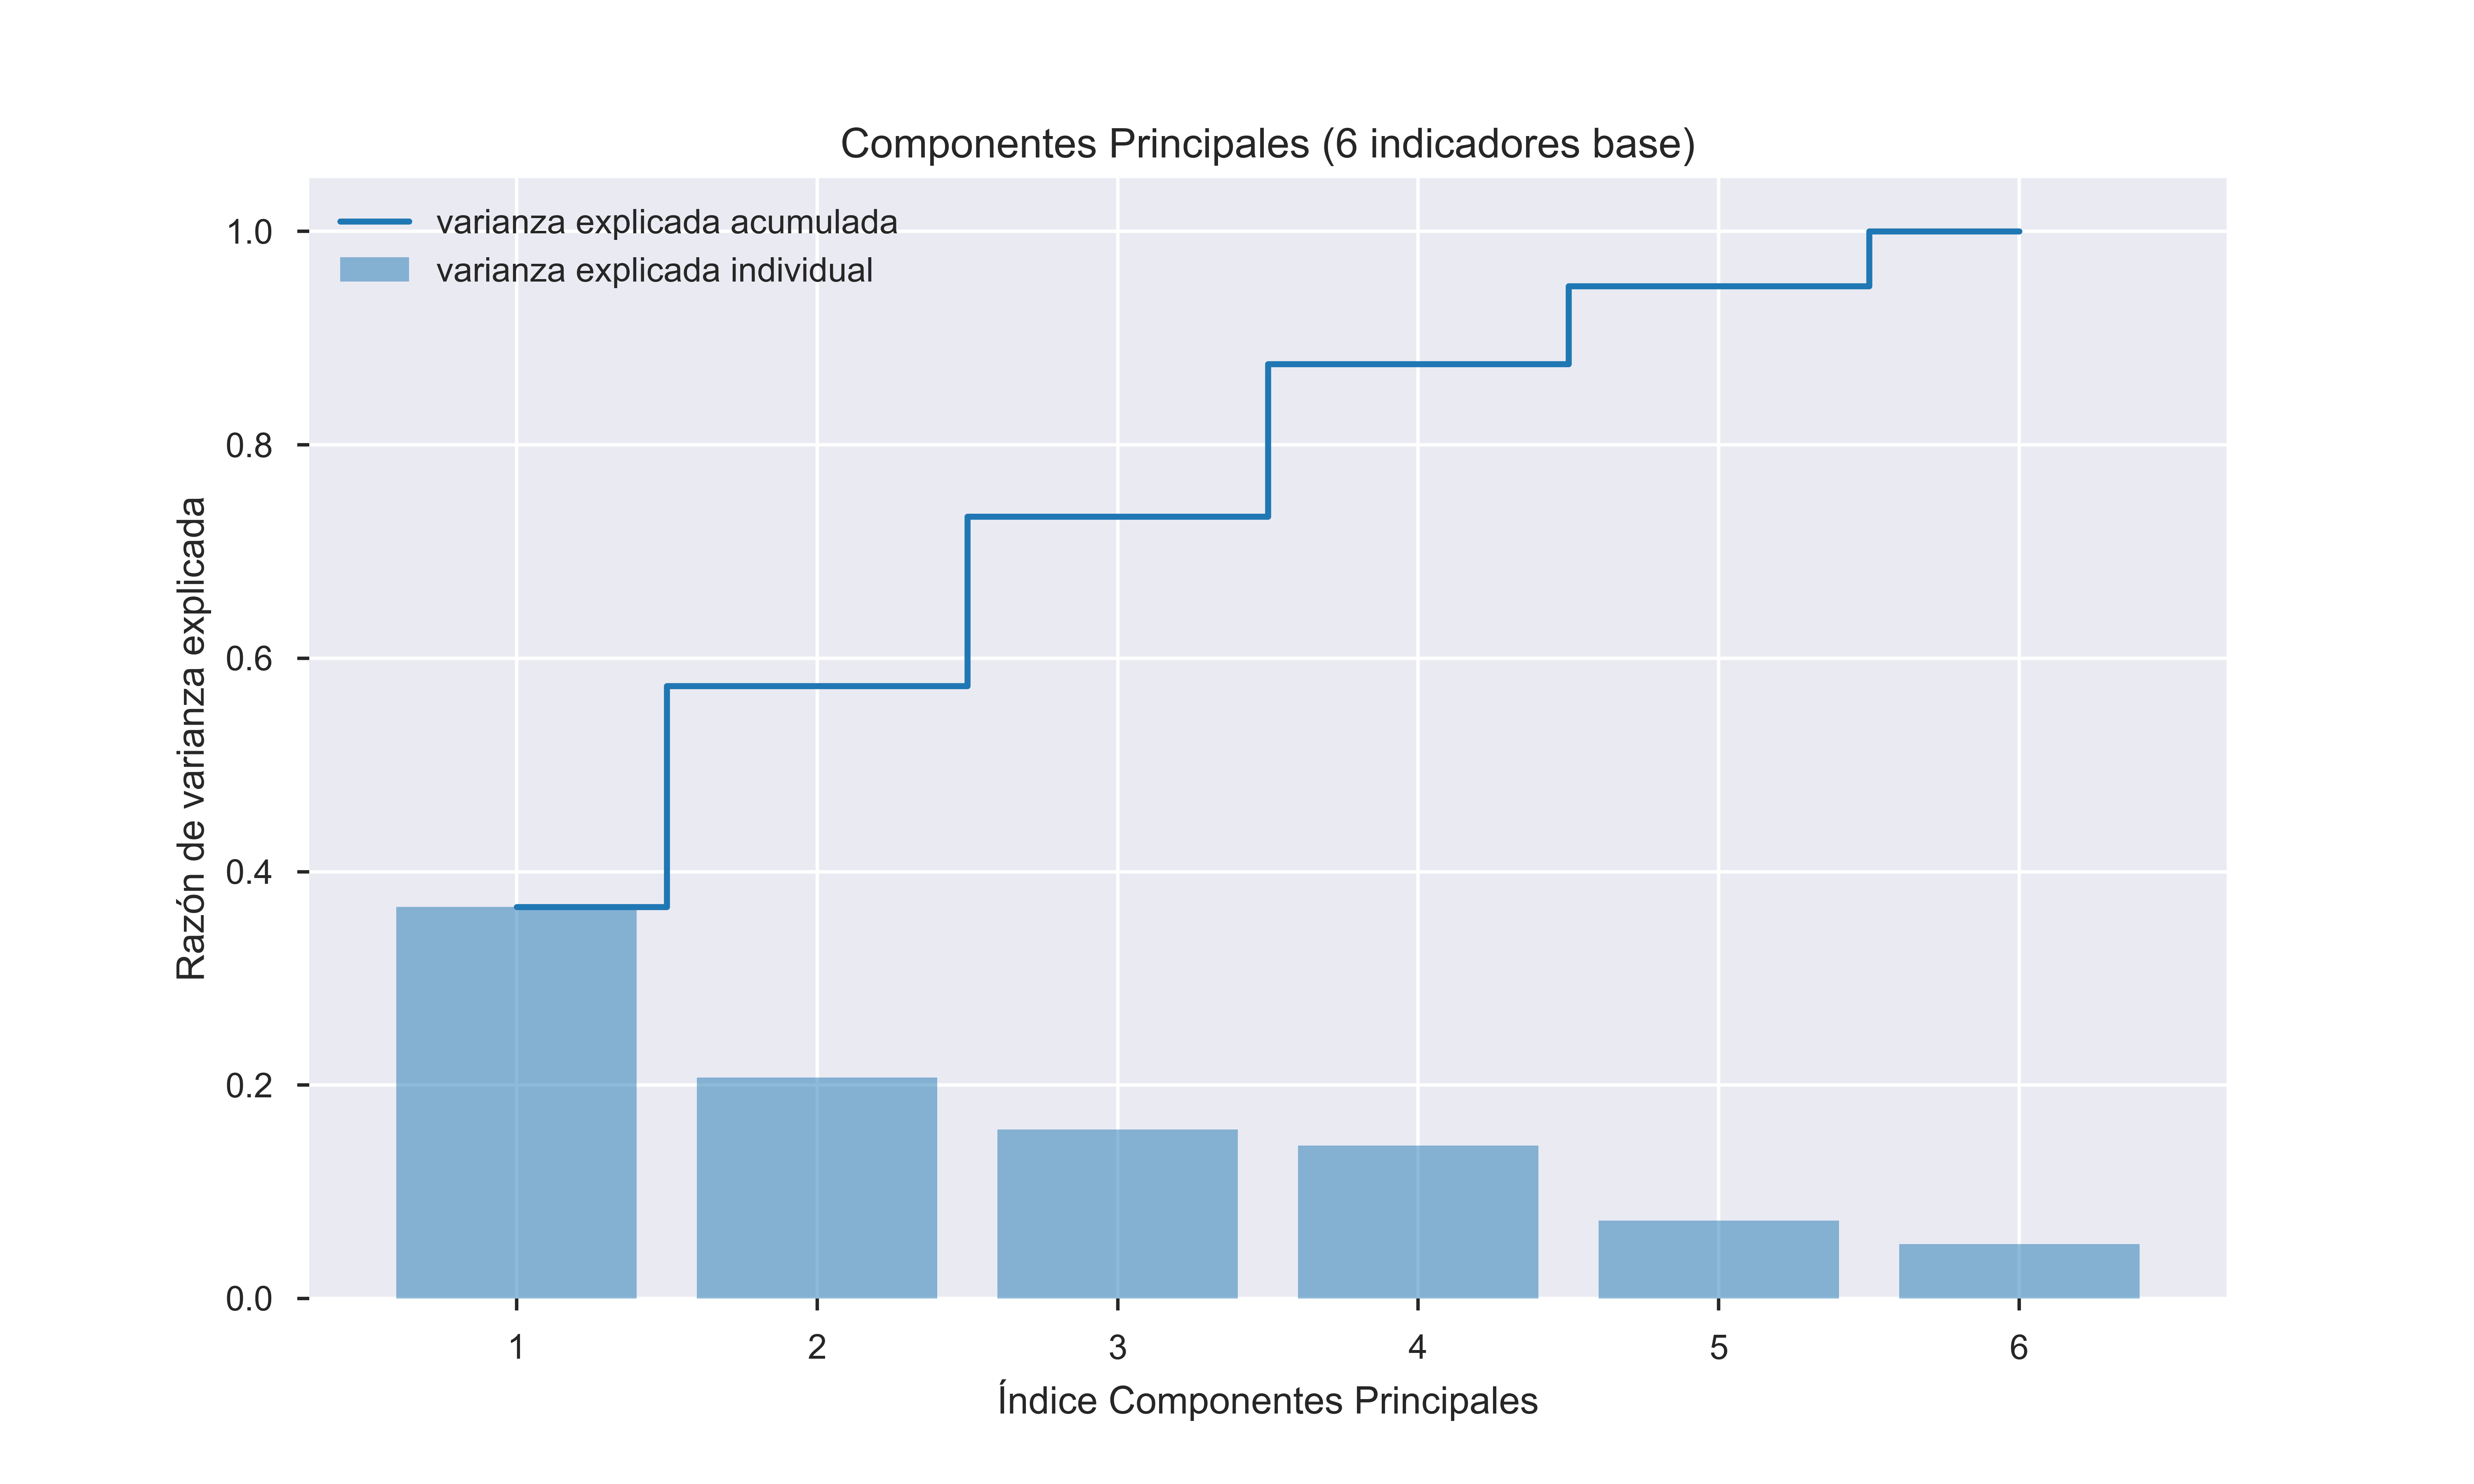 Componentes Principales (6 indicadores base)
varianza explicada acumulada
varianza explicada individual
Razón de varianza explicada
1.0
0.8
0.6
0.4
0.2
0.0
1 2 3 4 5 6
Índice Componentes Principales